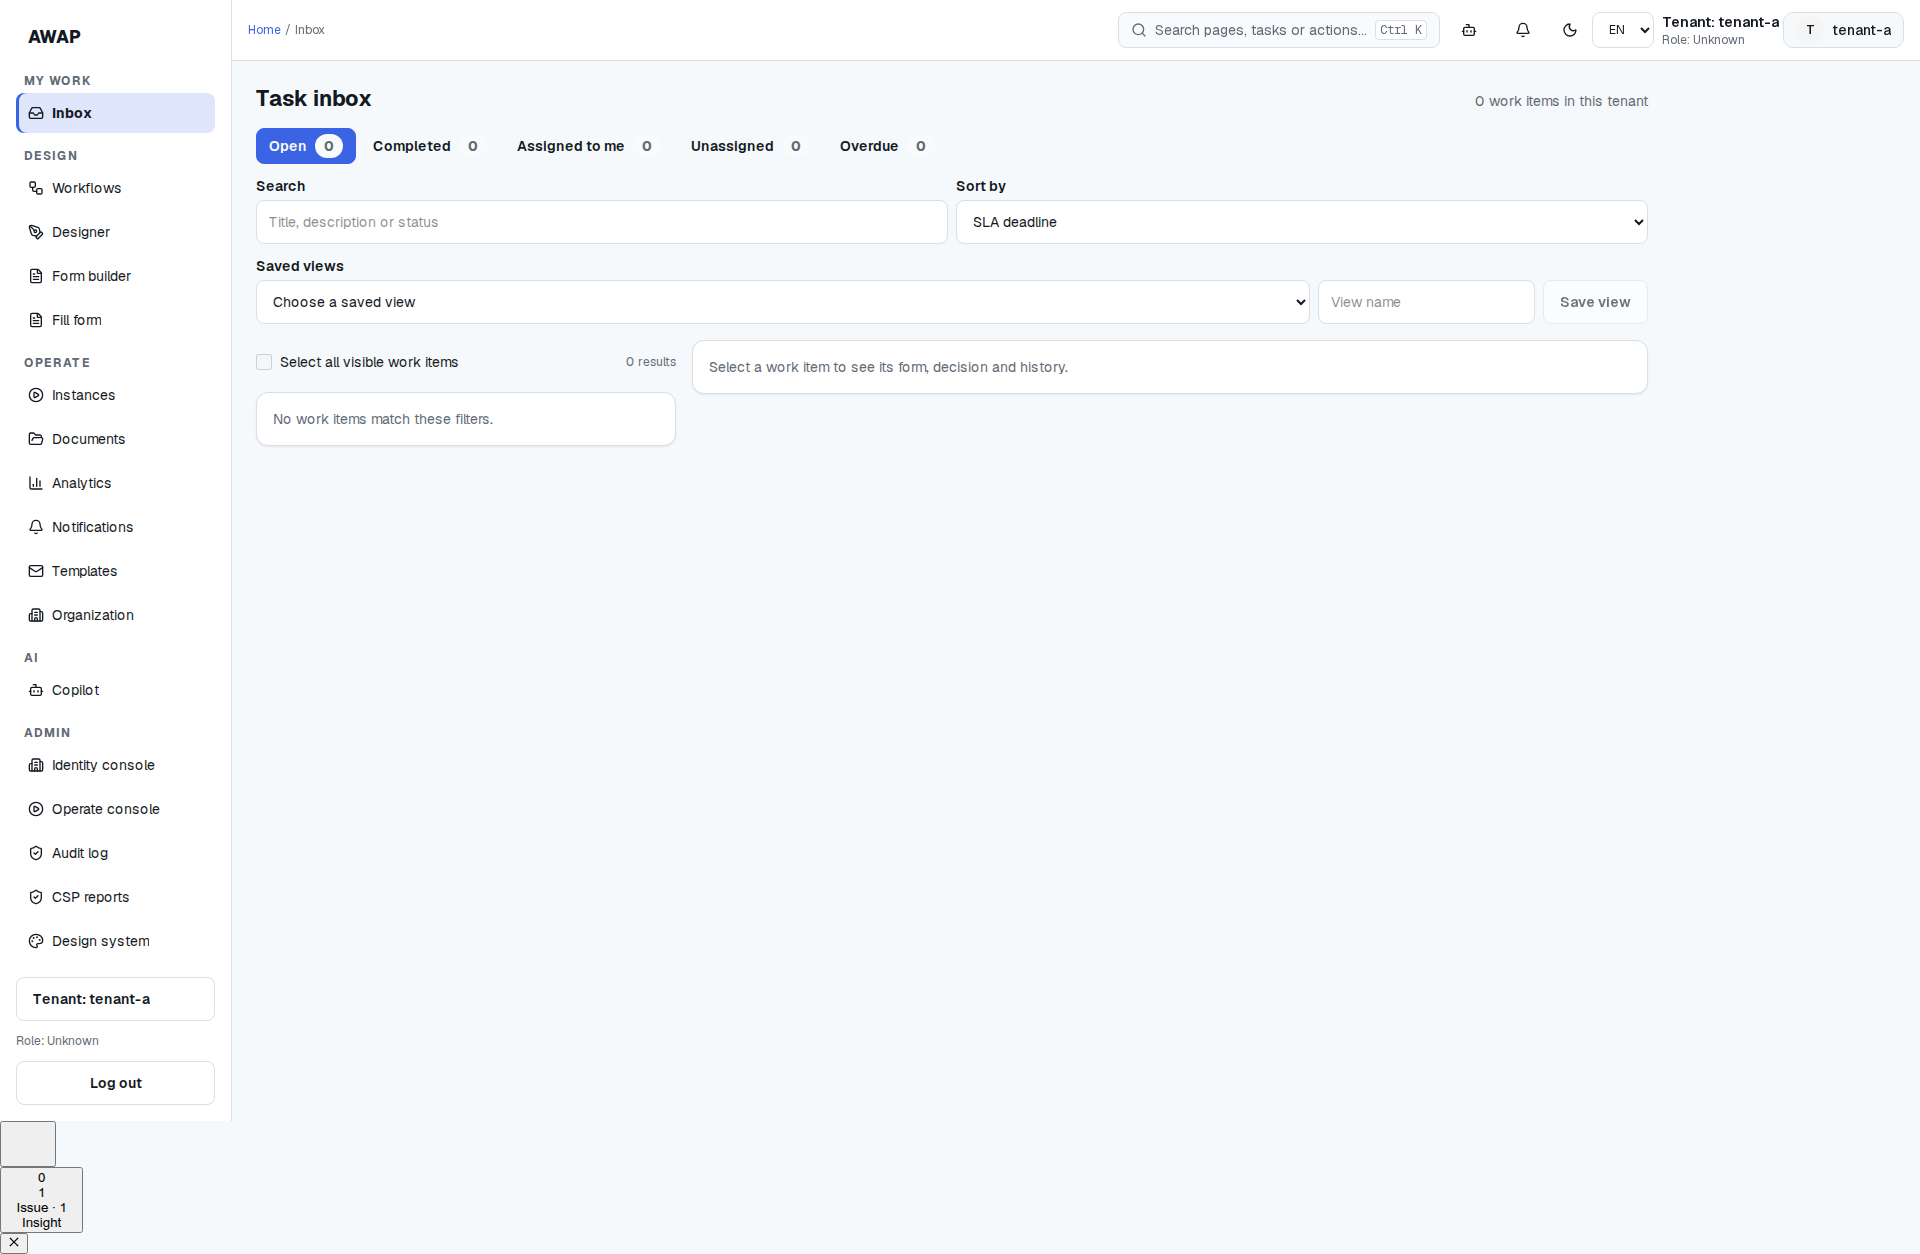 AWAP
MY WORK
Inbox
DESIGN
Workflows
Designer
Form builder
Fill form
OPERATE
Instances
Documents
Analytics
Notifications
Templates
Organization
AI
Copilot
ADMIN
Identity console
Operate console
Audit log
CSP reports
Design system
Tenant: tenant-a
Role: Unknown
Log out
Home / Inbox
Search pages, tasks or actions... Ctrl K
EN
Tenant: tenant-a
Role: Unknown
T tenant-a
Task inbox
0 work items in this tenant
Open 0 Completed 0 Assigned to me 0 Unassigned 0 Overdue 0
Search
Title, description or status
Sort by
SLA deadline
Saved views
Choose a saved view
View name
Save view
Select all visible work items
0 results
No work items match these filters.
Select a work item to see its form, decision and history.
0
1
Issue · 1
Insight